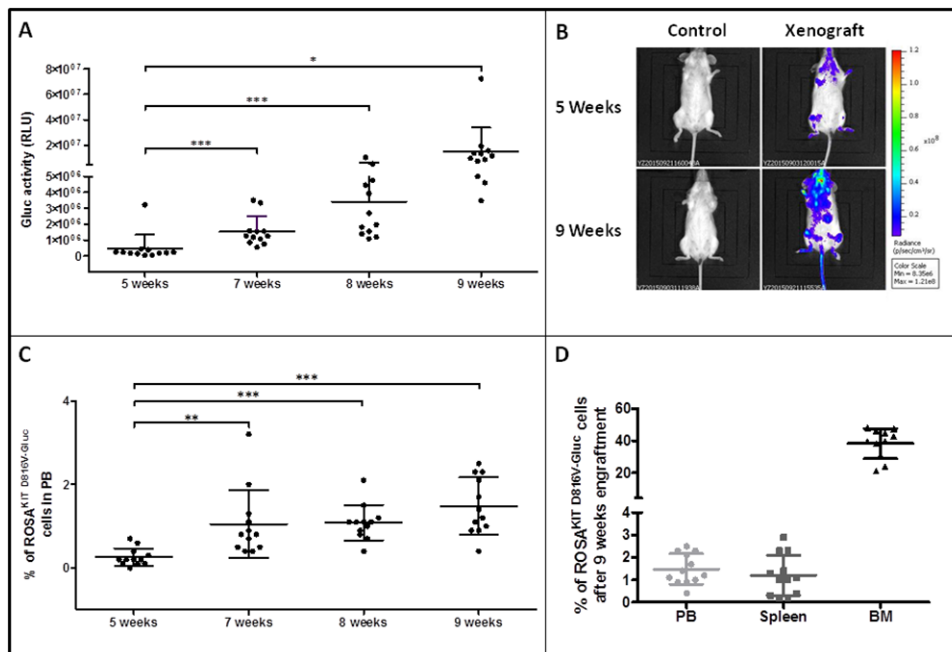 A
Gluc activity (RLU)
8×10^07
6×10^07
4×10^07
2×10^07
5×10^06
4×10^06
3×10^06
2×10^06
1×10^06
0
*
***
***
5 weeks 7 weeks 8 weeks 9 weeks
B
Control Xenograft
5 Weeks
9 Weeks
1.2
1.0
0.8
0.6
0.4
0.2
x10^8
Radiance
(p/sec/cm²/sr)
Color Scale
Min = 8.35e6
Max = 1.21e8
C
% of ROSA^KIT D816V-Gluc
cells in PB
4
2
0
***
***
**
5 weeks 7 weeks 8 weeks 9 weeks
D
% of ROSA^KIT D816V-Gluc cells
after 9 weeks engraftment
60
40
20
5
4
3
2
1
0
PB Spleen BM